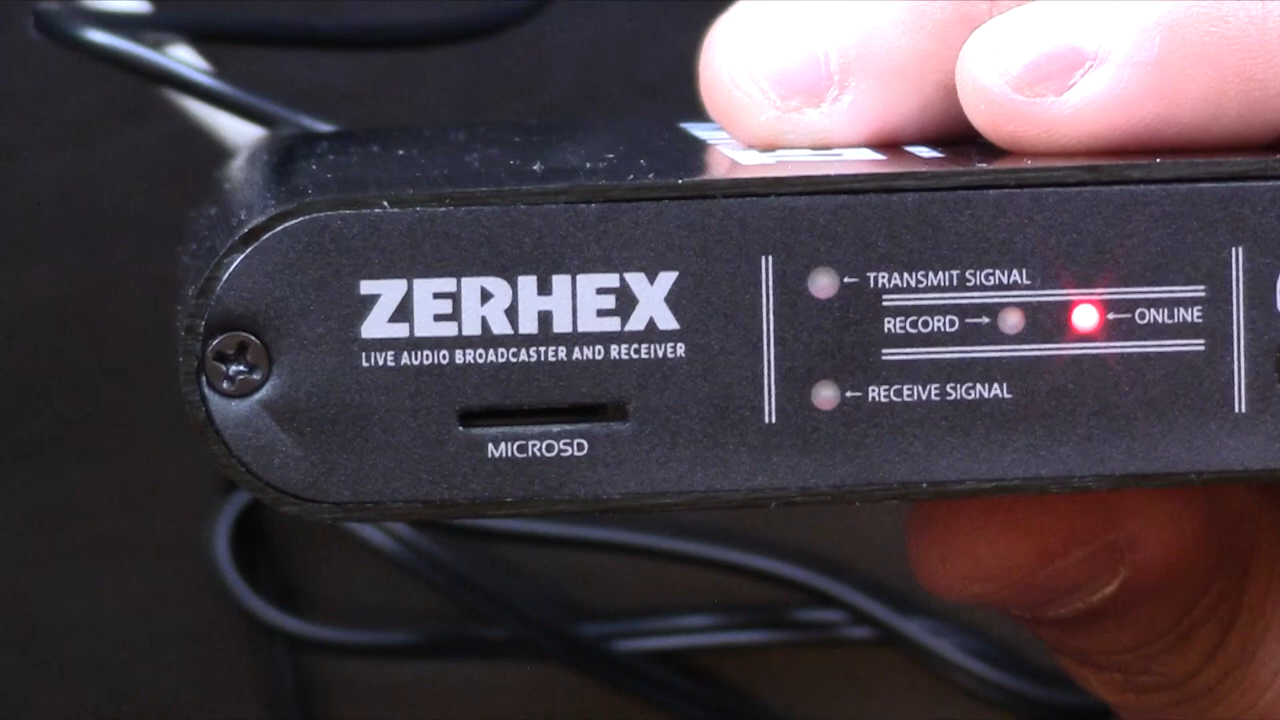 ZERHEX
LIVE AUDIO BROADCASTER AND RECEIVER
MICROSD
← TRANSMIT SIGNAL
RECORD →
← ONLINE
← RECEIVE SIGNAL